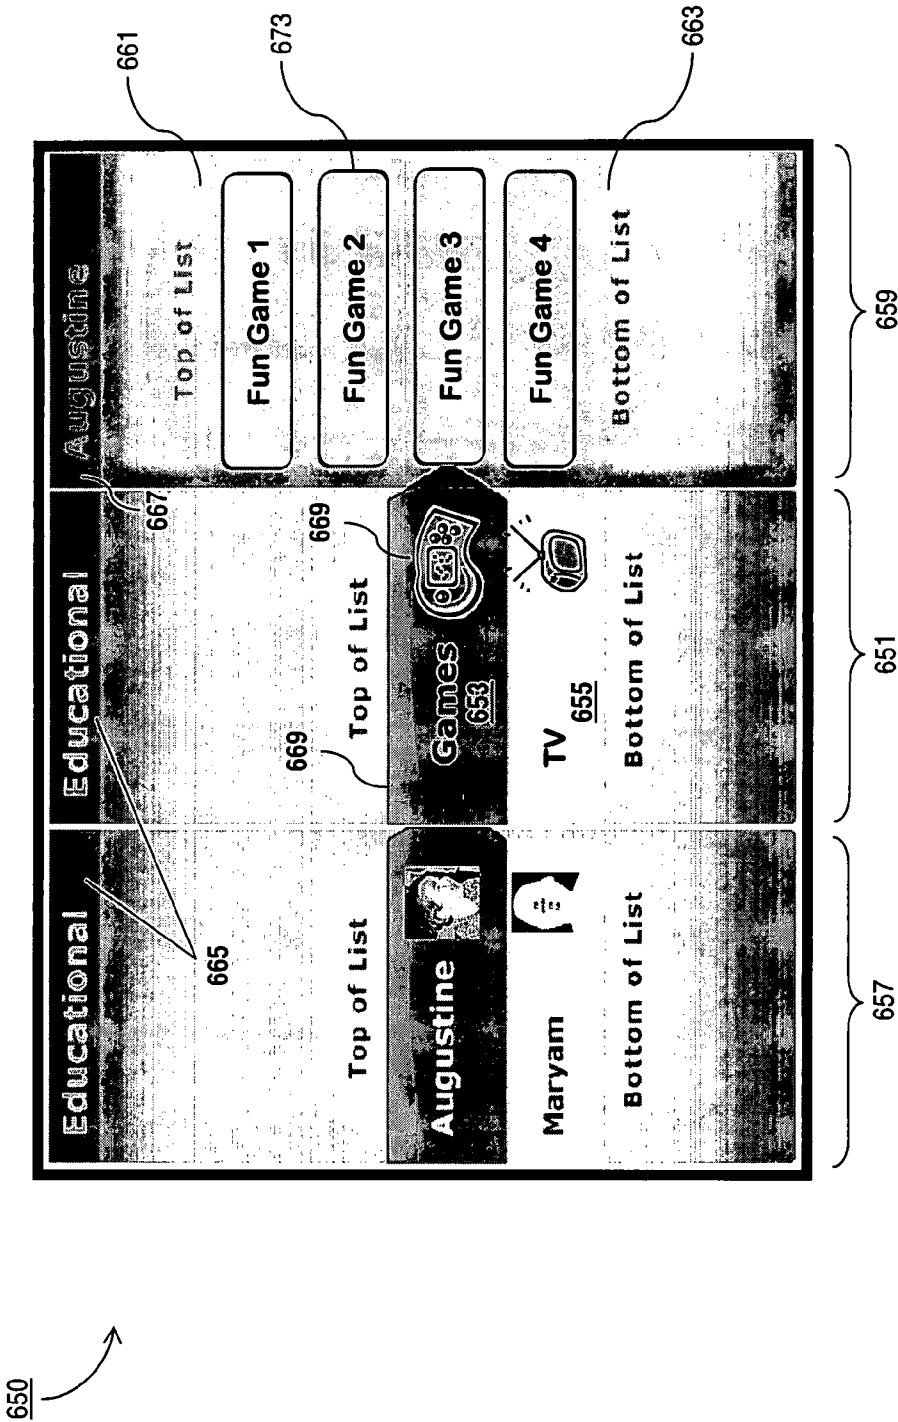 650
Educational
Educational
Augustine
665
667
661
673
663
Top of List
Augustine
Maryam
Bottom of List
669
Top of List
669
Games
653
TV
655
Bottom of List
Top of List
Fun Game 1
Fun Game 2
Fun Game 3
Fun Game 4
Bottom of List
657
651
659